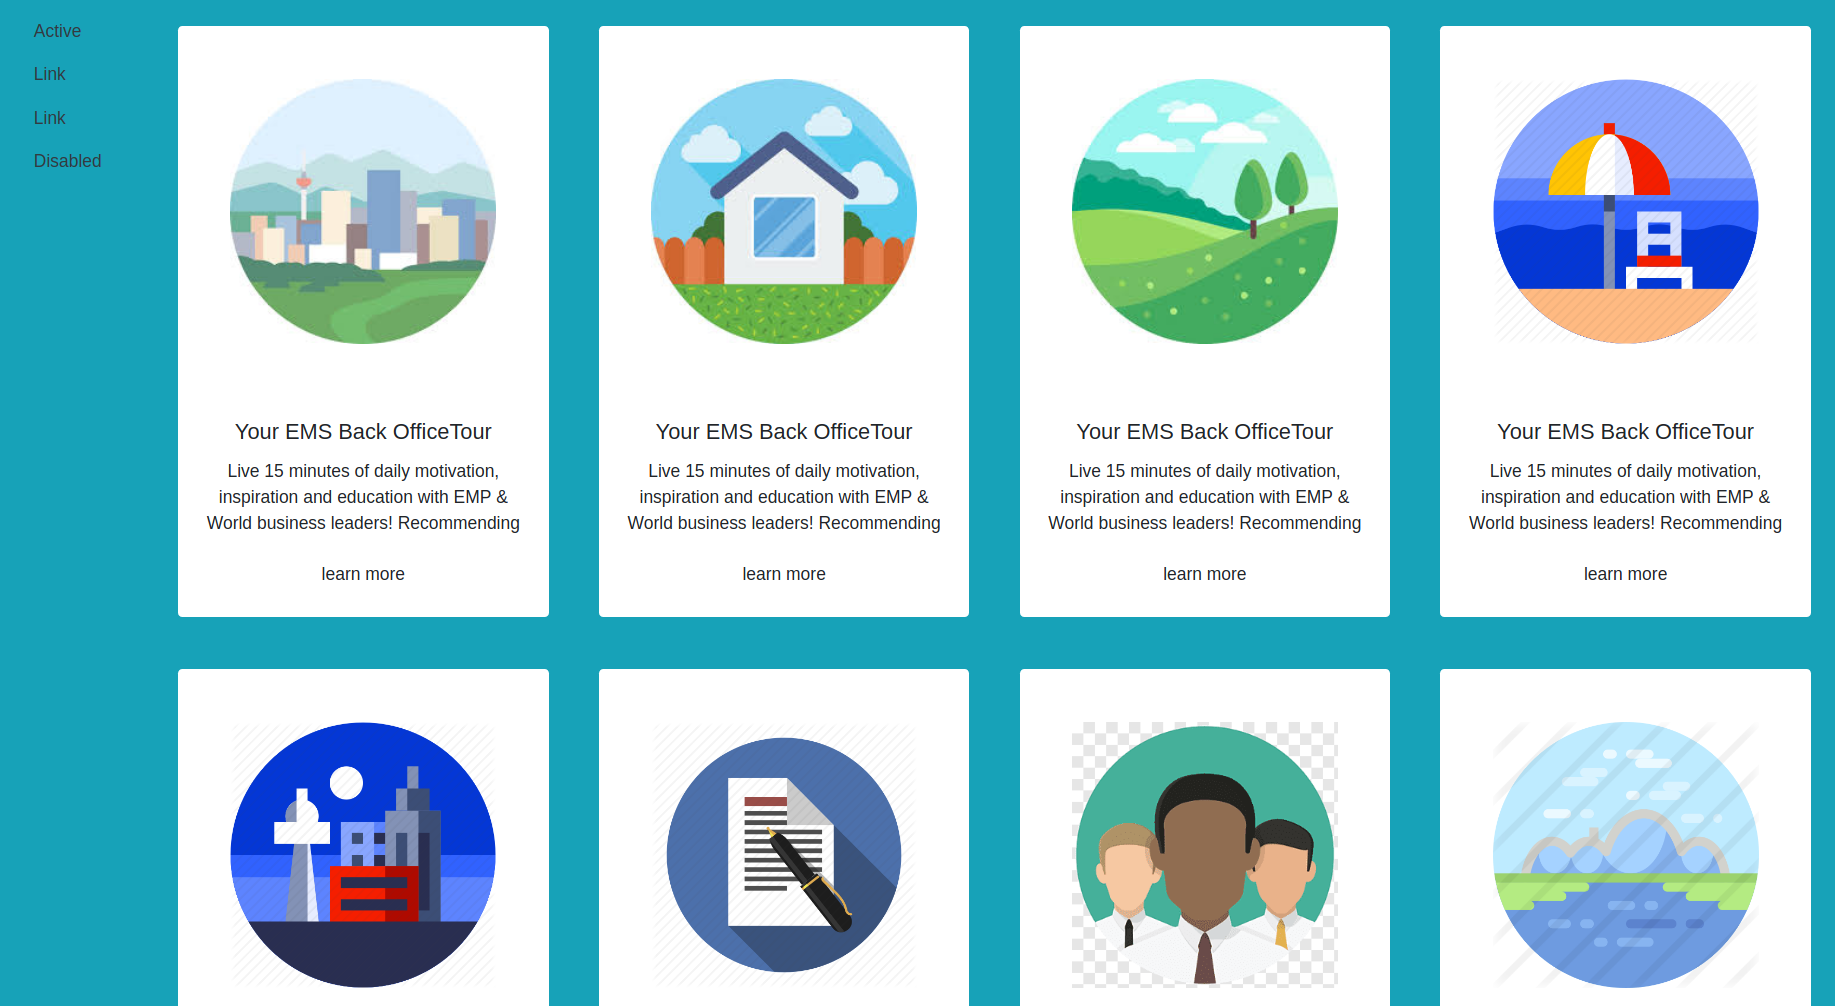 Active
Link
Link
Disabled
Your EMS Back OfficeTour
Live 15 minutes of daily motivation,
inspiration and education with EMP &
World business leaders! Recommending
learn more
Your EMS Back OfficeTour
Live 15 minutes of daily motivation,
inspiration and education with EMP &
World business leaders! Recommending
learn more
Your EMS Back OfficeTour
Live 15 minutes of daily motivation,
inspiration and education with EMP &
World business leaders! Recommending
learn more
Your EMS Back OfficeTour
Live 15 minutes of daily motivation,
inspiration and education with EMP &
World business leaders! Recommending
learn more